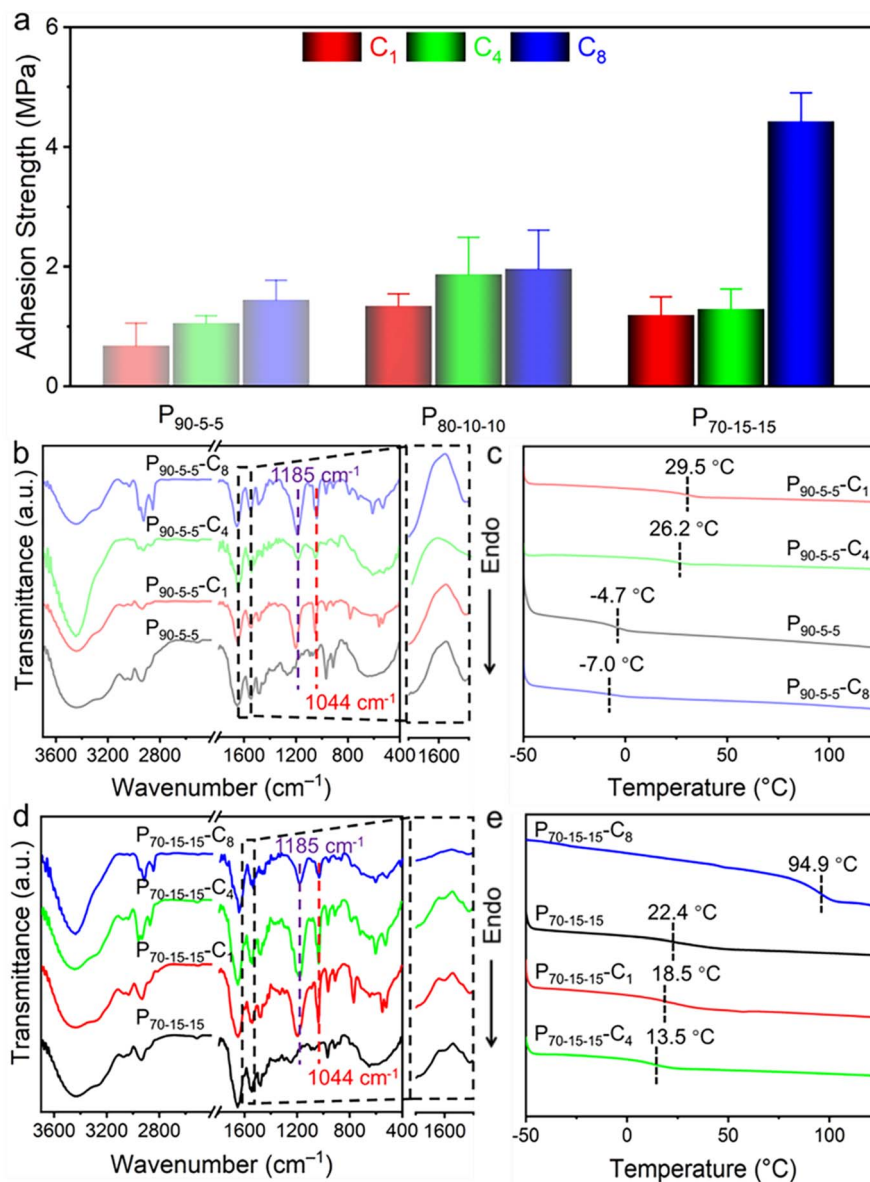 a
6
4
2
0
Adhesion Strength (MPa)
C₁ C₄ C₈
P₉₀₋₅₋₅ P₈₀₋₁₀₋₁₀ P₇₀₋₁₅₋₁₅
b
Transmittance (a.u.)
P₉₀₋₅₋₅-C₈
P₉₀₋₅₋₅-C₄
P₉₀₋₅₋₅-C₁
P₉₀₋₅₋₅
1185 cm⁻¹
1044 cm⁻¹
3600 2800 1600 1200 800 400 1600
Wavenumber (cm⁻¹)
c
Endo
29.5 °C
P₉₀₋₅₋₅-C₁
26.2 °C
P₉₀₋₅₋₅-C₄
-4.7 °C
P₉₀₋₅₋₅
-7.0 °C
P₉₀₋₅₋₅-C₈
-50 0 50 100
Temperature (°C)
d
Transmittance (a.u.)
P₇₀₋₁₅₋₁₅-C₈
P₇₀₋₁₅₋₁₅-C₄
P₇₀₋₁₅₋₁₅-C₁
P₇₀₋₁₅₋₁₅
1185 cm⁻¹
1044 cm⁻¹
3600 2800 1600 1200 800 400 1600
Wavenumber (cm⁻¹)
e
Endo
P₇₀₋₁₅₋₁₅-C₈
94.9 °C
P₇₀₋₁₅₋₁₅
22.4 °C
P₇₀₋₁₅₋₁₅-C₁
18.5 °C
P₇₀₋₁₅₋₁₅-C₄
13.5 °C
-50 0 50 100
Temperature (°C)